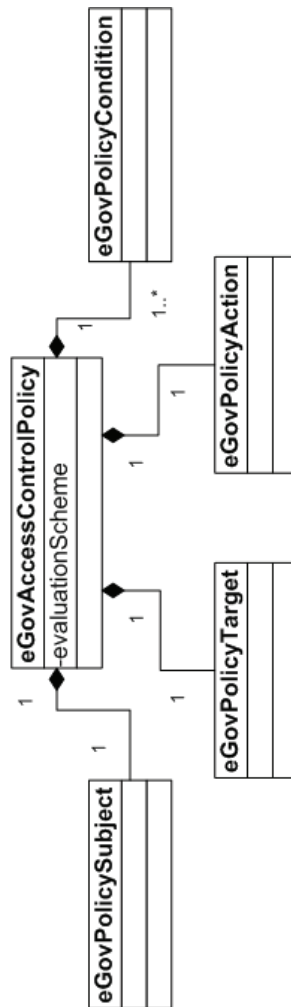 eGovAccessControlPolicy
1
-evaluationScheme
1
1
eGovPolicySubject
eGovPolicyCondition
1
1
1..*
1
1
eGovPolicyTarget
eGovPolicyAction